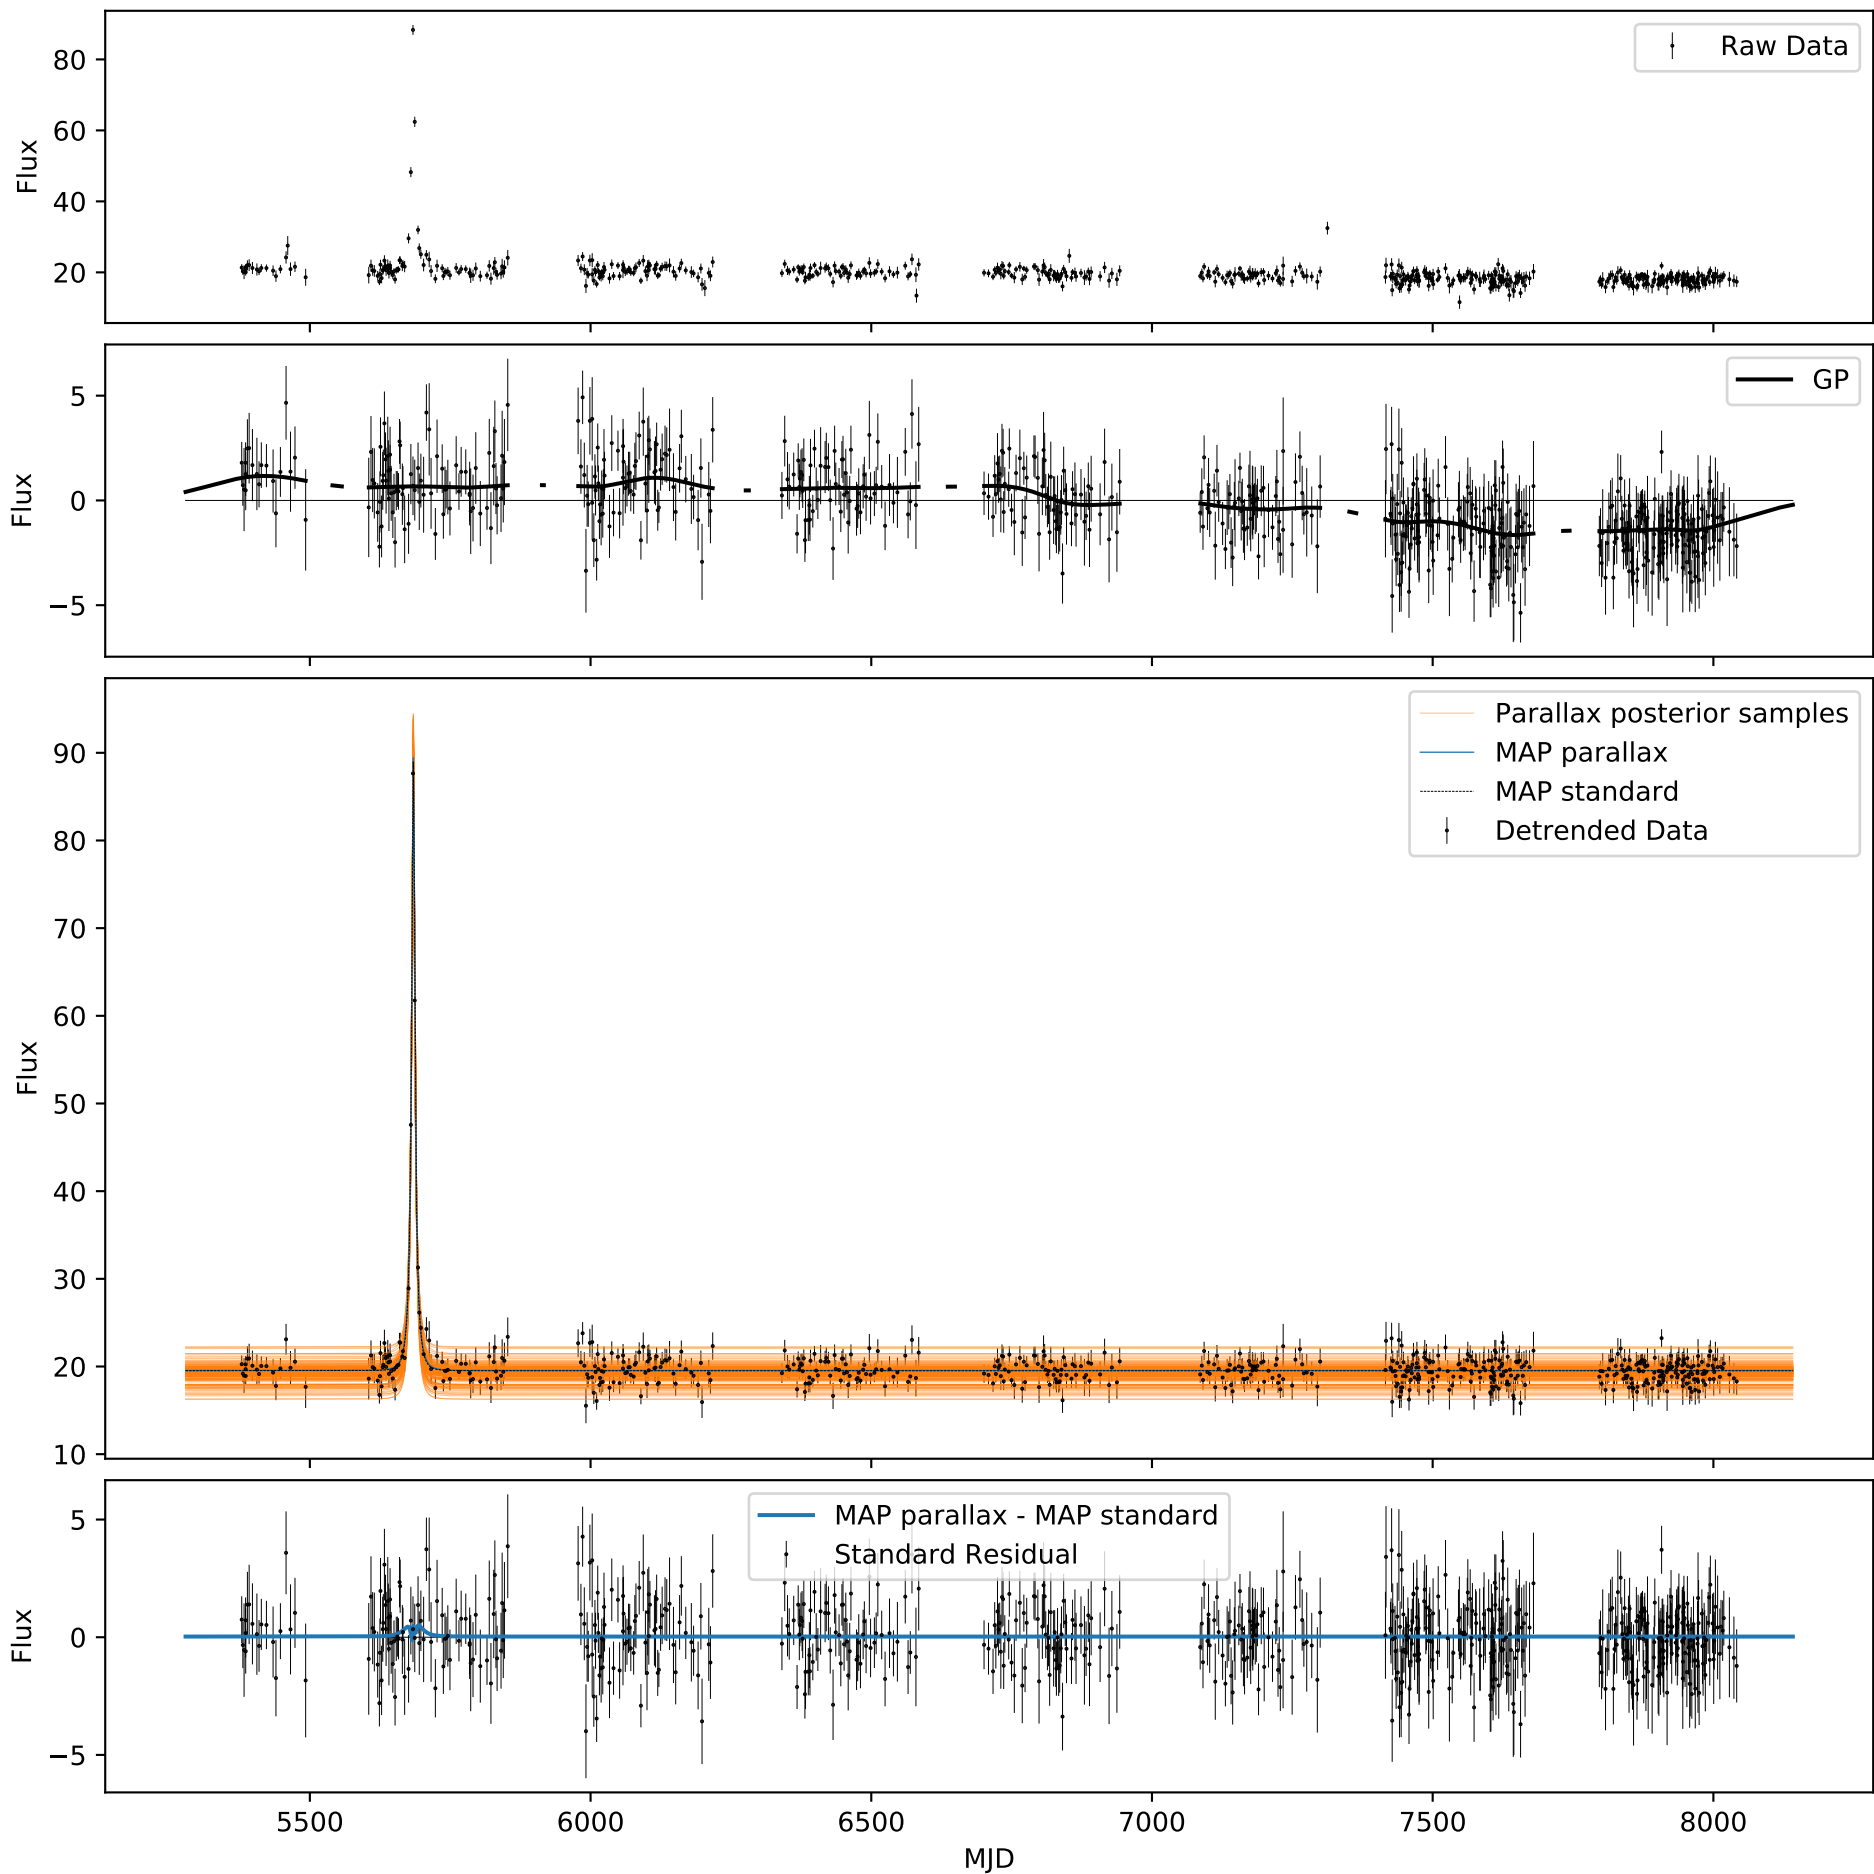 80
60
40
20
Flux
Raw Data
5
0
−5
Flux
GP
90
80
70
60
50
40
30
20
10
Flux
Parallax posterior samples
MAP parallax
MAP standard
Detrended Data
5
0
−5
Flux
MAP parallax - MAP standard
Standard Residual
5500 6000 6500 7000 7500 8000
MJD